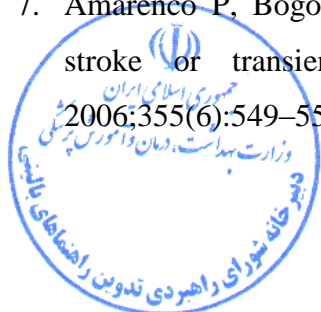 7. Amarenco P, Bogo
stroke or transien
2006;355(6):549–55
جمهوری اسلامی ایران
وزارت بهداشت، درمان و آموزش پزشکی
دبیرخانه شورای راهبردی تدوین راهنماهای بالینی